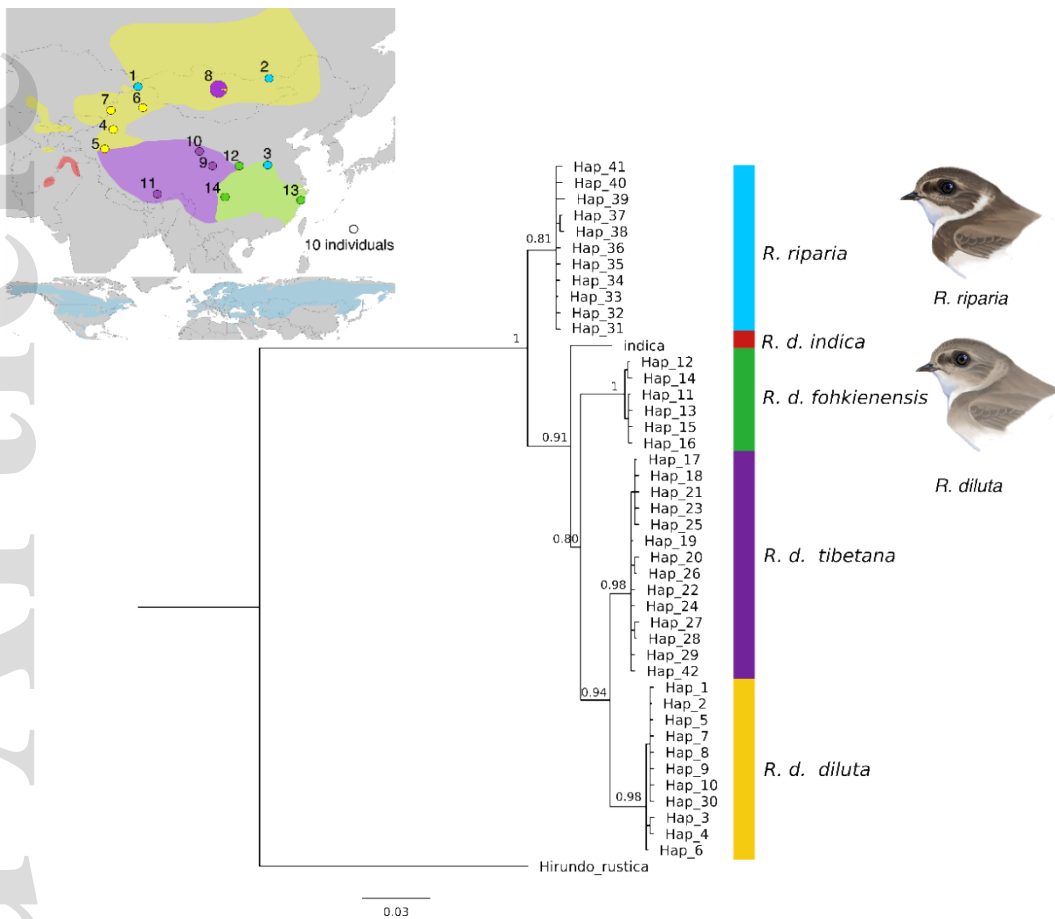 1
2
8
7
6
4
5
10
9
12
3
11
14
13
10 individuals
Hap_41
Hap_40
Hap_39
Hap_37
Hap_38
0.81
Hap_36
Hap_35
Hap_34
Hap_33
Hap_32
Hap_31
R. riparia
R. riparia
1
indica
R. d. indica
Hap_12
Hap_14
1
Hap_11
Hap_13
Hap_15
Hap_16
R. d. fohkienensis
0.91
R. diluta
Hap_17
Hap_18
Hap_21
Hap_23
Hap_25
0.80
Hap_19
Hap_20
Hap_26
0.98
Hap_22
Hap_24
Hap_27
Hap_28
Hap_29
Hap_42
R. d. tibetana
0.94
Hap_1
Hap_2
Hap_5
Hap_7
Hap_8
Hap_9
Hap_10
Hap_30
0.98
Hap_3
Hap_4
Hap_6
R. d. diluta
Hirundo_rustica
0.03